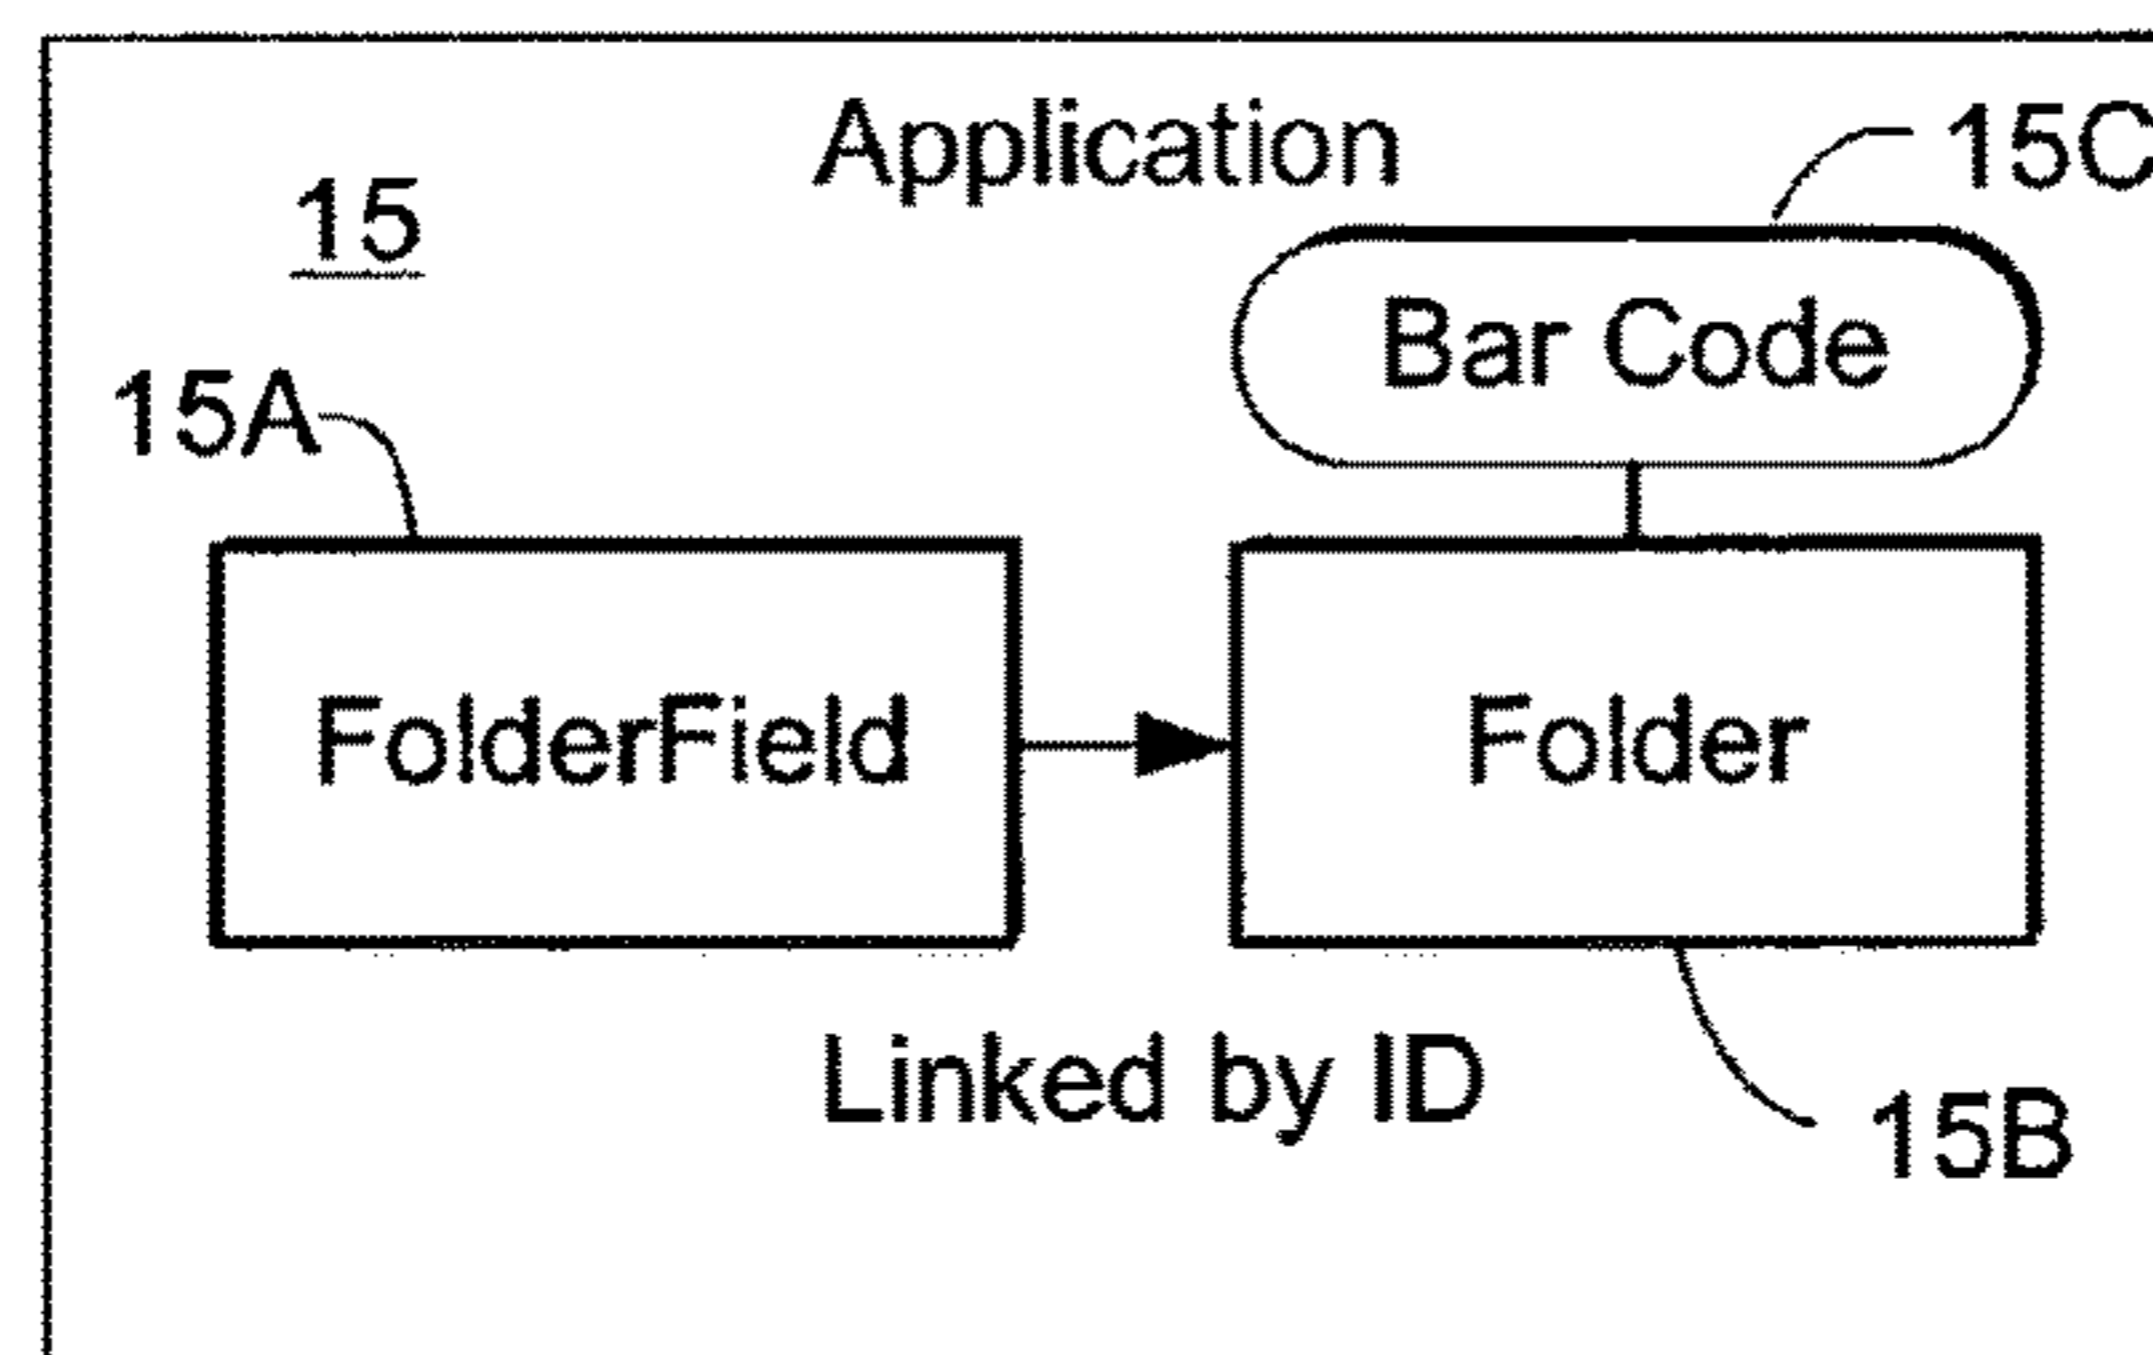 Application
15C
15
Bar Code
15A
FolderField
Folder
Linked by ID
15B